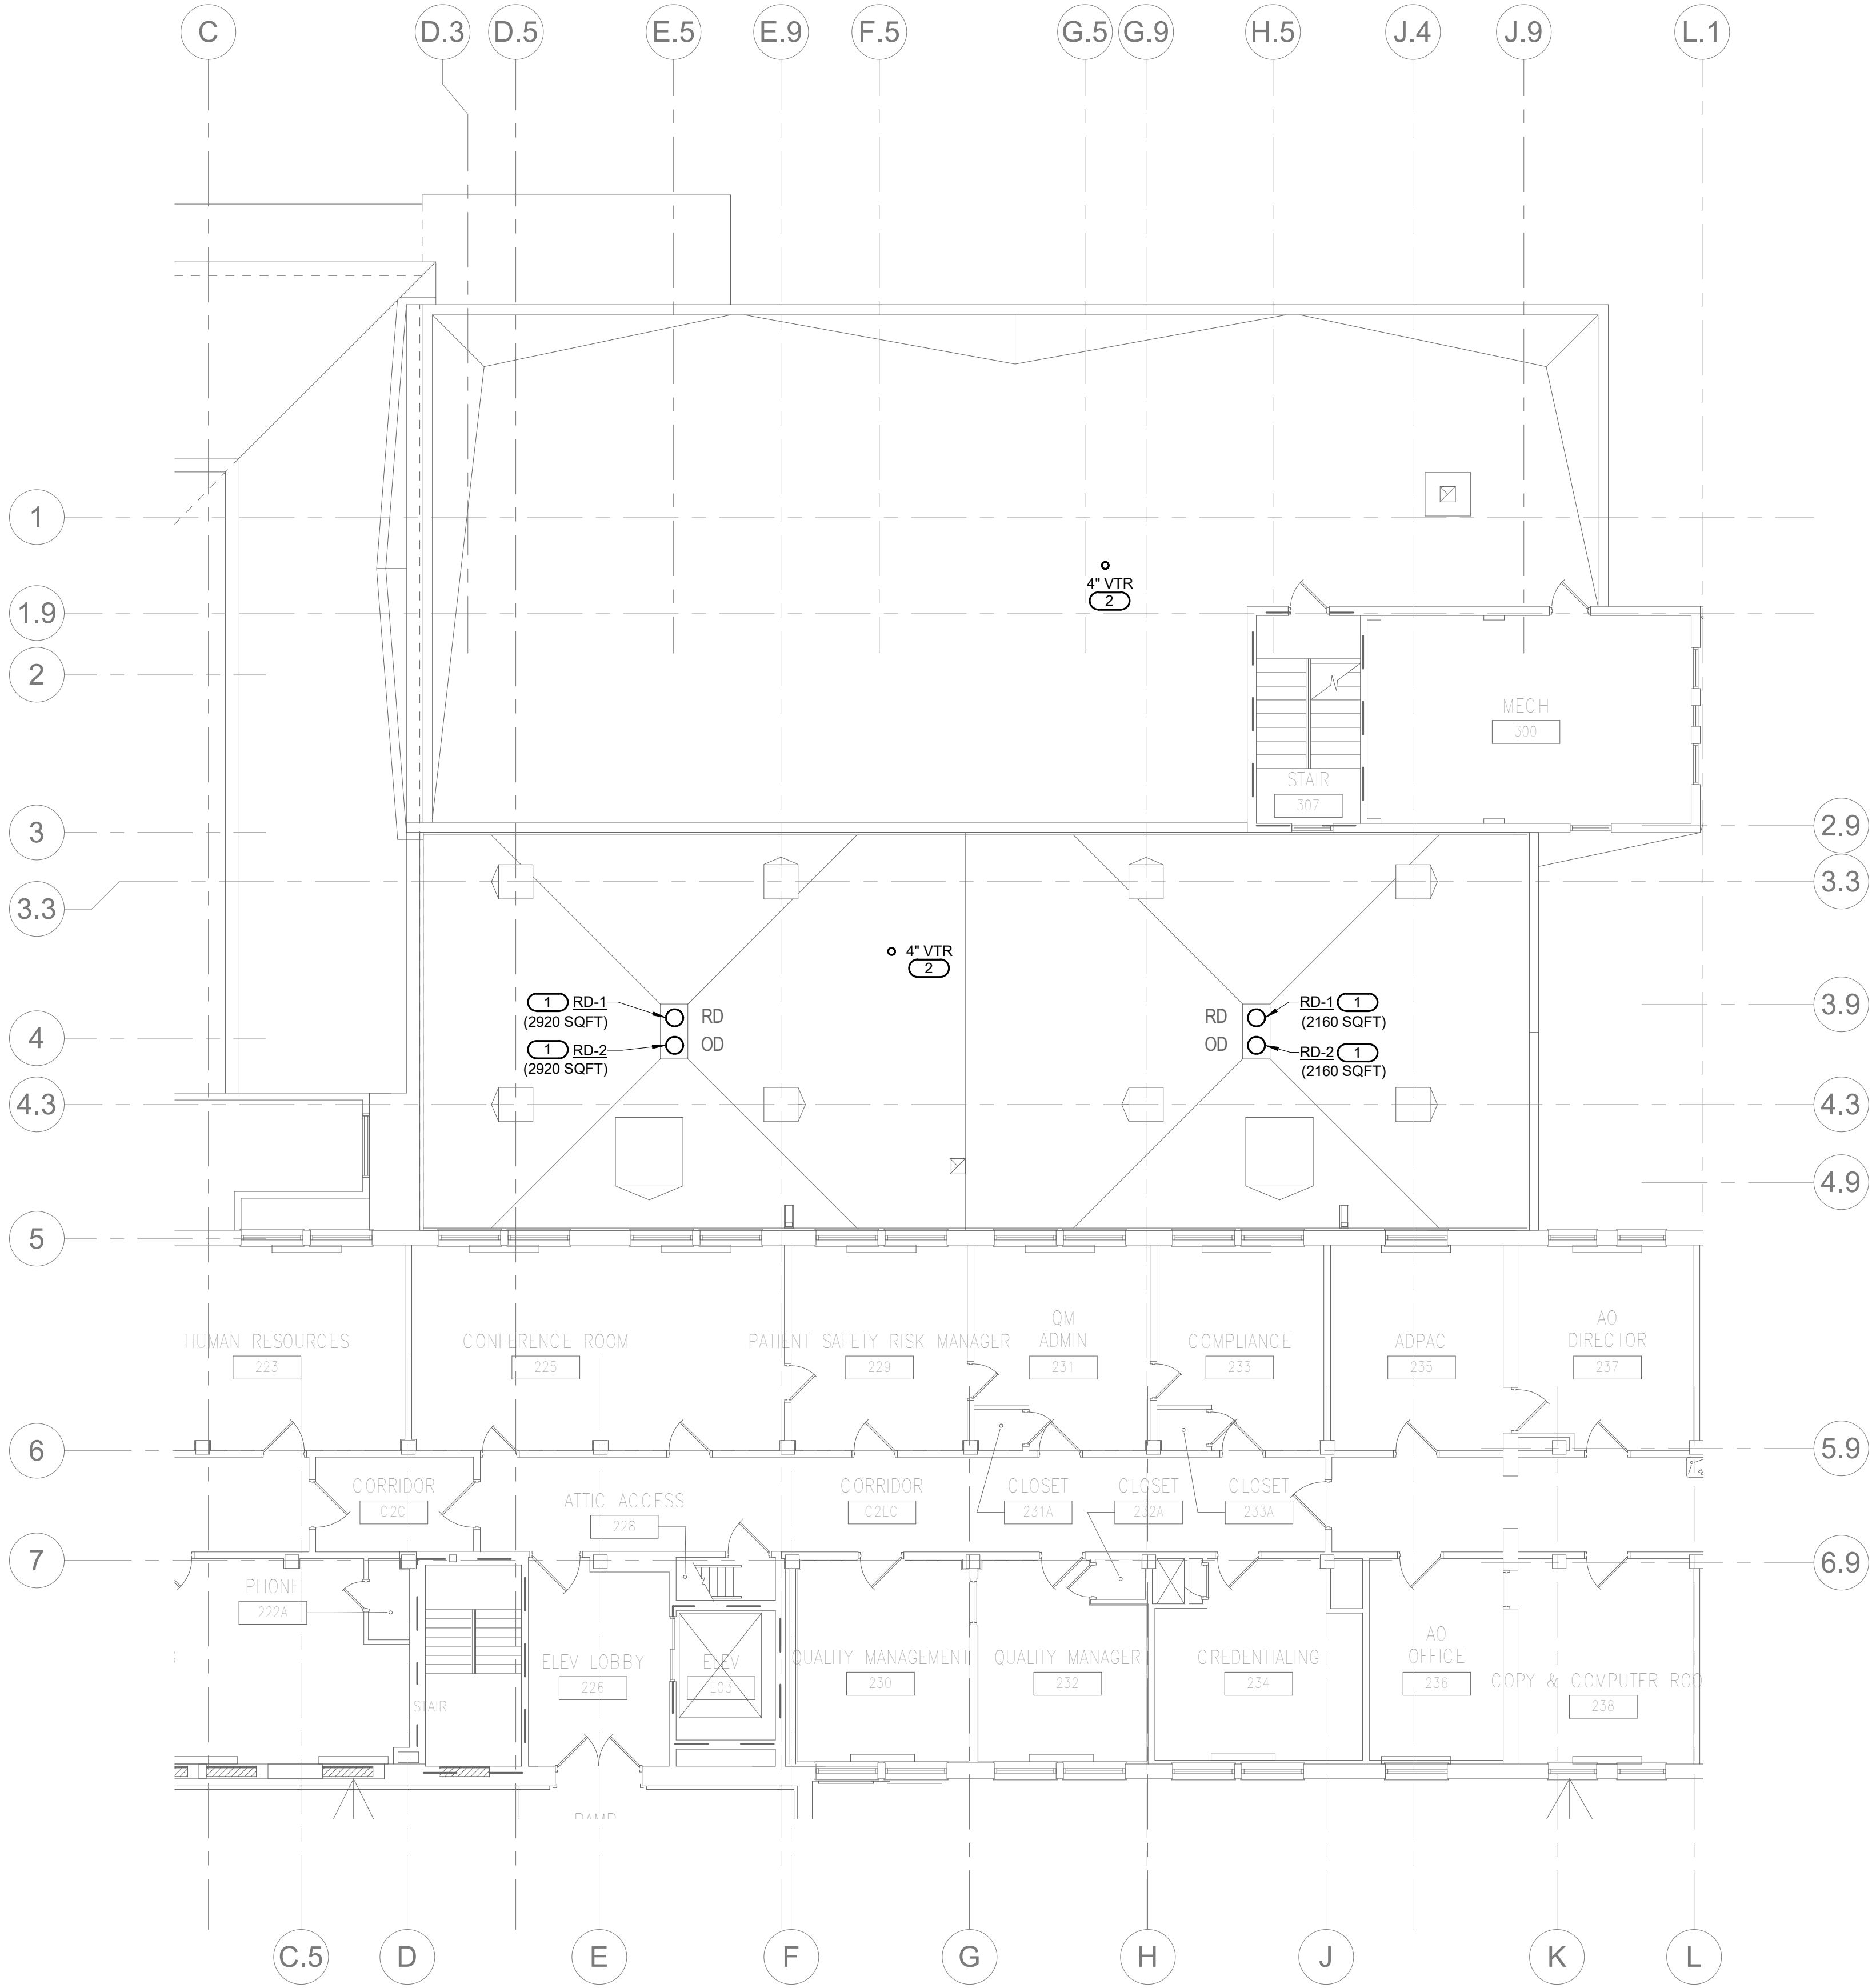 C D.3 D.5 E.5 E.9 F.5 G.5 G.9 H.5 J.4 J.9 L.1
1
4" VTR
2
1.9
2
MECH
300
STAIR
307
3
2.9
3.3
3.3
4" VTR
2
1 RD-1
(2920 SQFT)
RD
RD
RD-1 1
(2160 SQFT)
3.9
4
1 RD-2
(2920 SQFT)
OD
OD
RD-2 1
(2160 SQFT)
4.3
4.3
4.9
5
HUMAN RESOURCES
223
CONFERENCE ROOM
225
PATIENT SAFETY RISK MANAGER
229
QM
ADMIN
231
COMPLIANCE
233
ADPAC
235
AO
DIRECTOR
237
6
5.9
CORRIDOR
C2C
ATTIC ACCESS
228
CORRIDOR
C2EC
CLOSET
231A
CLOSET
232A
CLOSET
233A
7
6.9
PHONE
222A
STAIR
ELEV LOBBY
226
ELEV
E03
QUALITY MANAGEMENT
230
QUALITY MANAGER
232
CREDENTIALING
234
AO
OFFICE
236
COPY & COMPUTER ROO
238
RAMP
C.5 D E F G H J K L